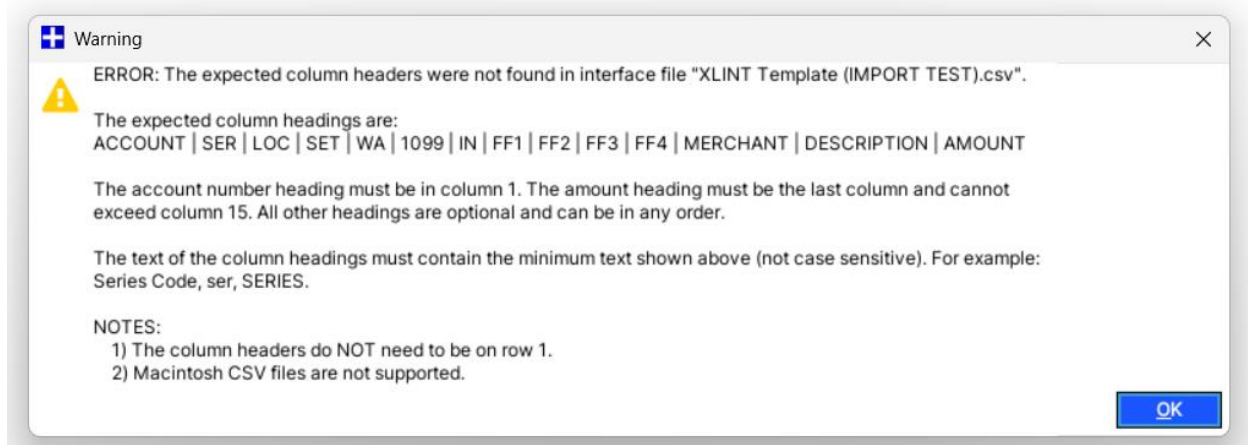 Warning
ERROR: The expected column headers were not found in interface file "XLINT Template (IMPORT TEST).csv".
The expected column headings are:
ACCOUNT | SER | LOC | SET | WA | 1099 | IN | FF1 | FF2 | FF3 | FF4 | MERCHANT | DESCRIPTION | AMOUNT
The account number heading must be in column 1. The amount heading must be the last column and cannot
exceed column 15. All other headings are optional and can be in any order.
The text of the column headings must contain the minimum text shown above (not case sensitive). For example:
Series Code, ser, SERIES.
NOTES:
1) The column headers do NOT need to be on row 1.
2) Macintosh CSV files are not supported.
OK